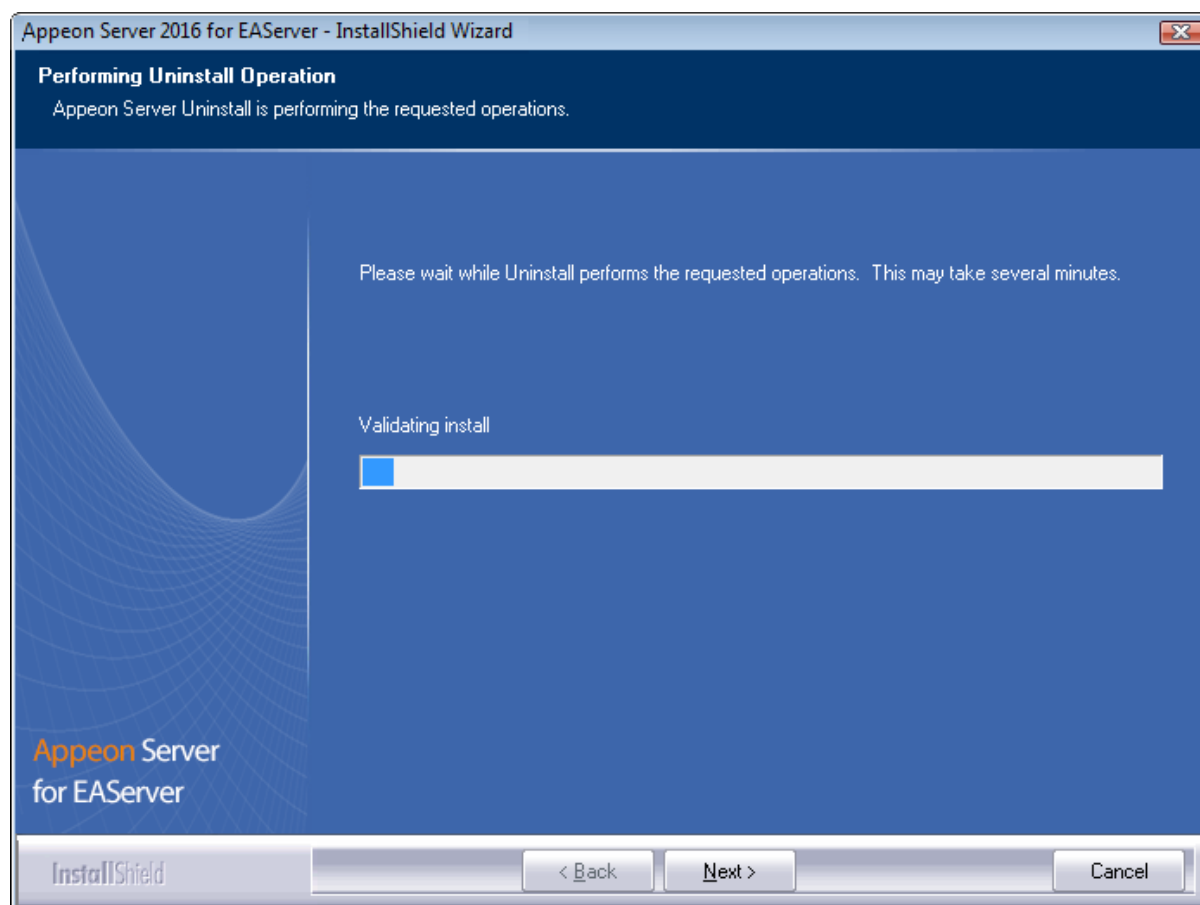 Appeon Server 2016 for EAServer - InstallShield Wizard
Performing Uninstall Operation
Appeon Server Uninstall is performing the requested operations.
Please wait while Uninstall performs the requested operations.  This may take several minutes.
Validating install
Appeon Server
for EAServer
InstallShield
< Back
Next >
Cancel